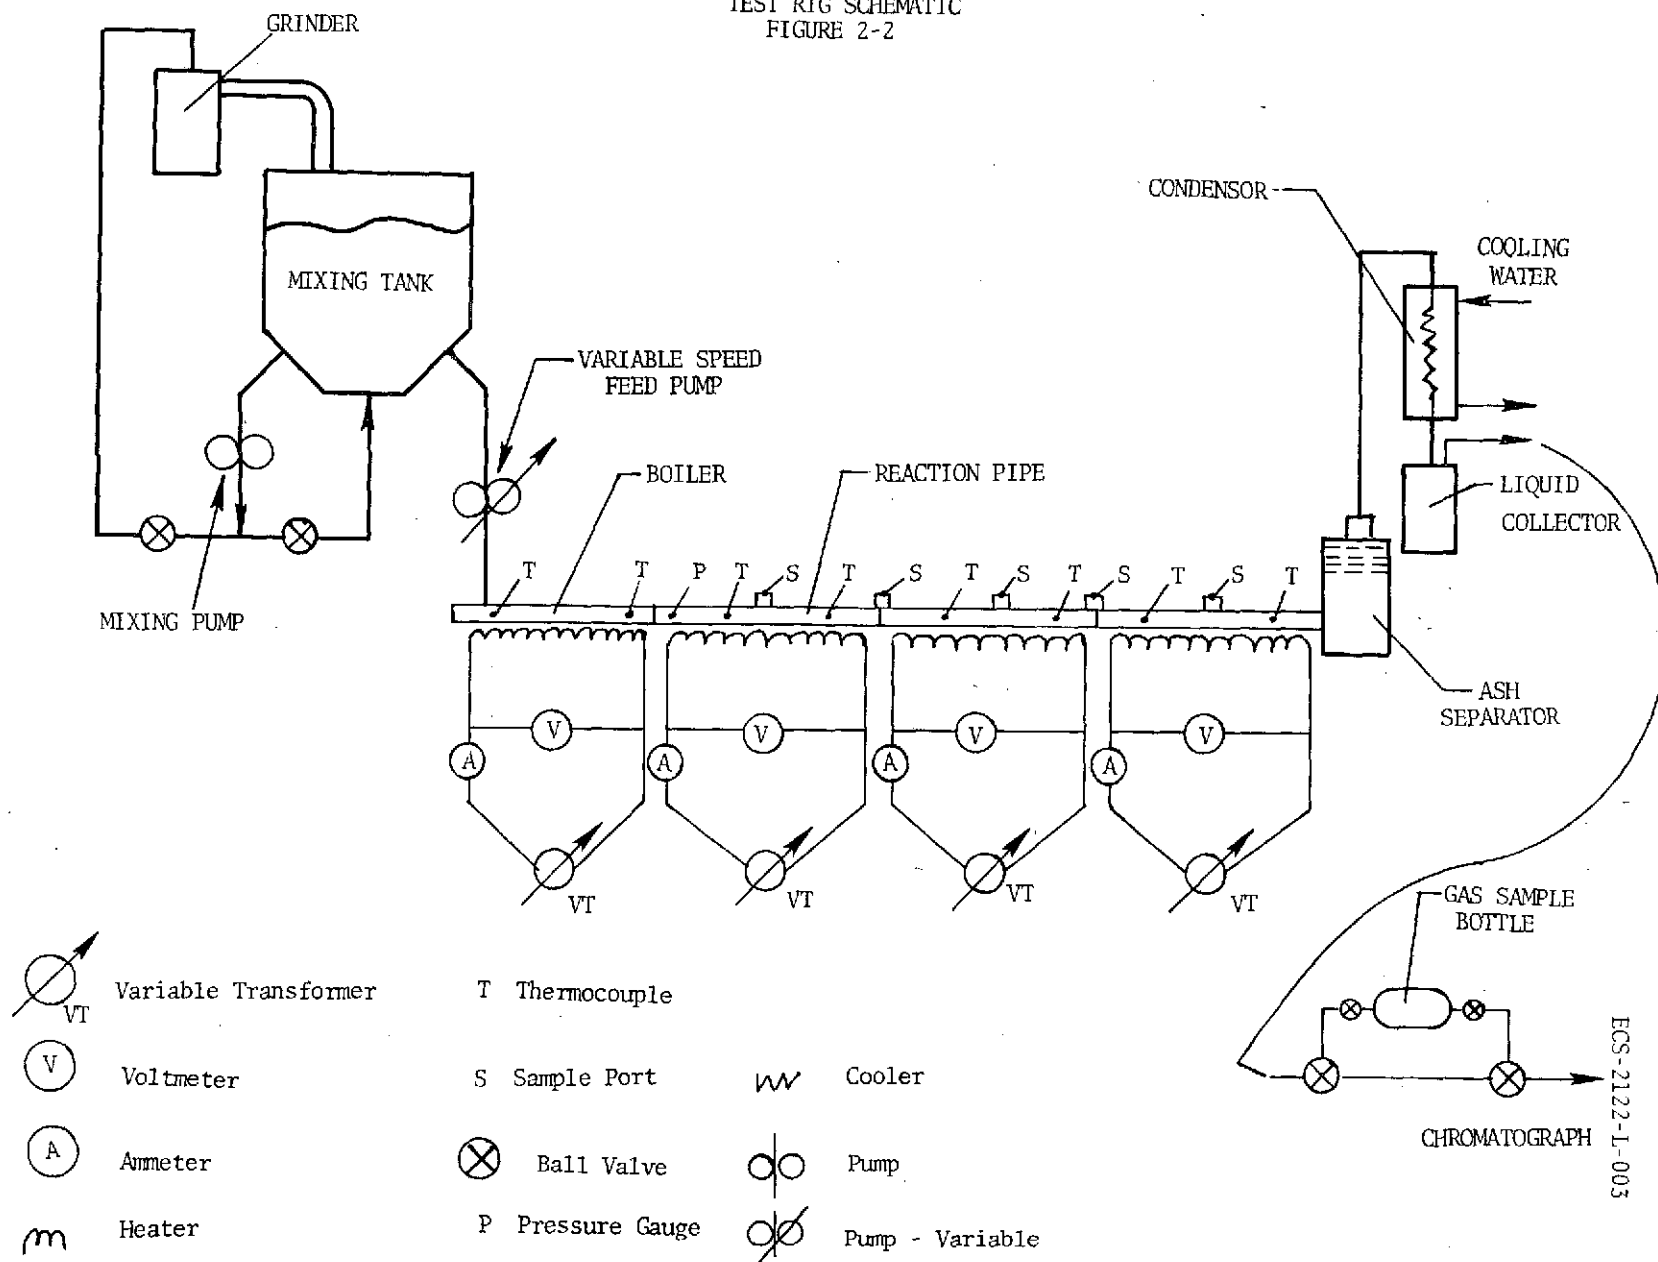 TEST RIG SCHEMATIC
FIGURE 2-2
GRINDER
CONDENSOR
COOLING
WATER
MIXING TANK
VARIABLE SPEED
FEED PUMP
BOILER
REACTION PIPE
LIQUID
COLLECTOR
T T P T S T S T S T S T S T
MIXING PUMP
ASH
SEPARATOR
V V V V
A A A A
VT VT VT VT
GAS SAMPLE
BOTTLE
CHROMATOGRAPH
ECS-2122-1-003
VT Variable Transformer
T Thermocouple
V Voltmeter
S Sample Port
Cooler
A Ammeter
Ball Valve
Pump
Heater
P Pressure Gauge
Pump - Variable